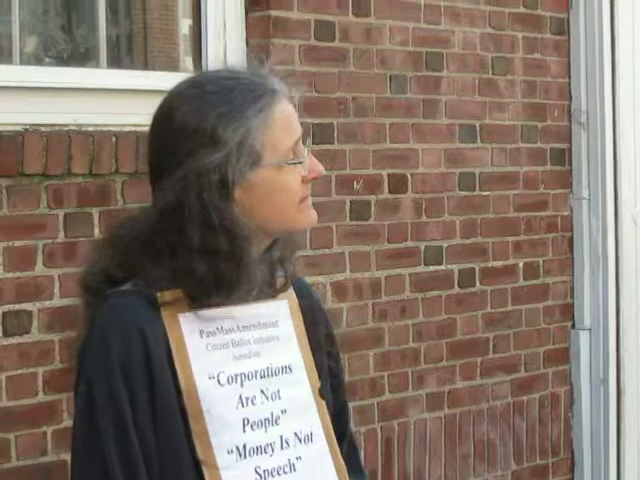 PassMassAmendment
Citizen Ballot Initiative
based on
“Corporations
Are Not
People”
“Money Is Not
Speech”